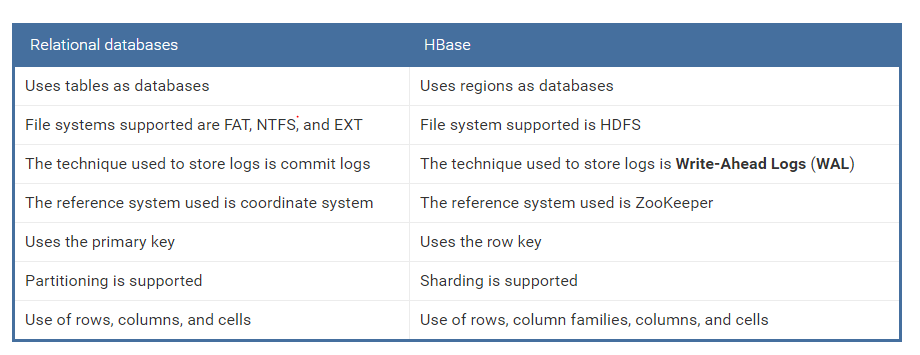 Relational databases HBase
Uses tables as databases Uses regions as databases
File systems supported are FAT, NTFS, and EXT File system supported is HDFS
The technique used to store logs is commit logs The technique used to store logs is Write-Ahead Logs (WAL)
The reference system used is coordinate system The reference system used is ZooKeeper
Uses the primary key Uses the row key
Partitioning is supported Sharding is supported
Use of rows, columns, and cells Use of rows, column families, columns, and cells